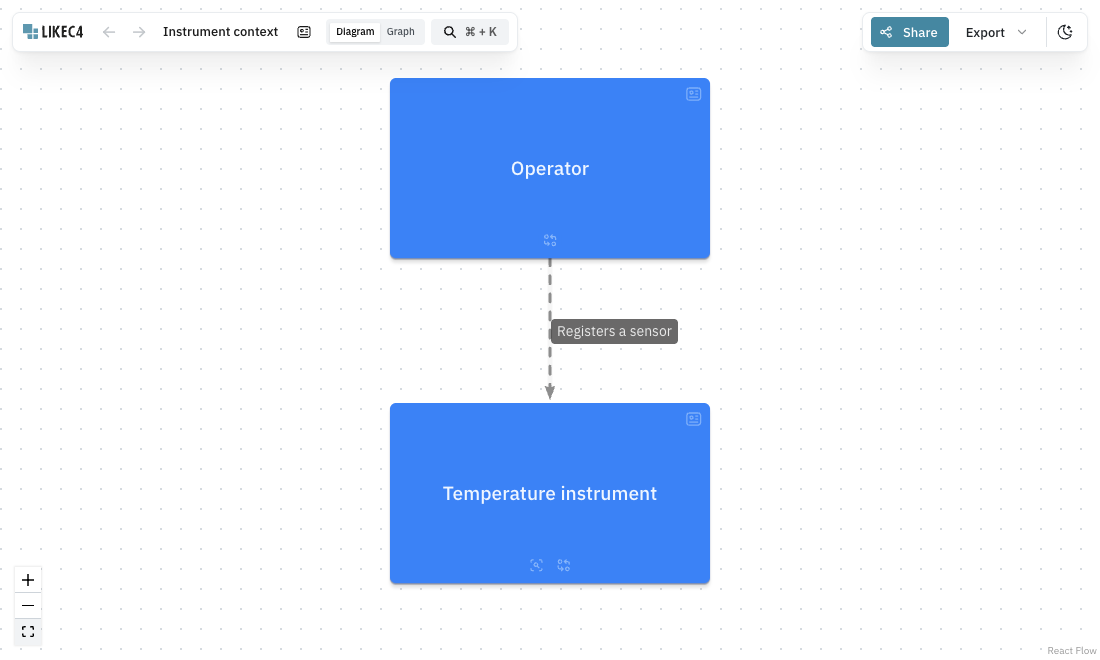 LIKEC4
Instrument context
Diagram
Graph
⌘ + K
Share
Export
Operator
Registers a sensor
Temperature instrument
React Flow